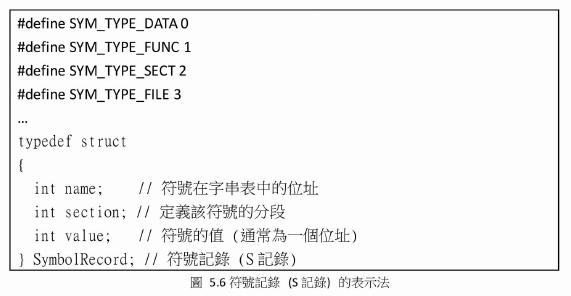 #define SYM_TYPE_DATA 0
#define SYM_TYPE_FUNC 1
#define SYM_TYPE_SECT 2
#define SYM_TYPE_FILE 3
…
typedef struct
{
  int name;    // 符號在字串表中的位址
  int section; // 定義該符號的分段
  int value;   // 符號的值 (通常為一個位址)
} SymbolRecord; // 符號記錄 (S 記錄)
圖 5.6 符號記錄 (S 記錄) 的表示法